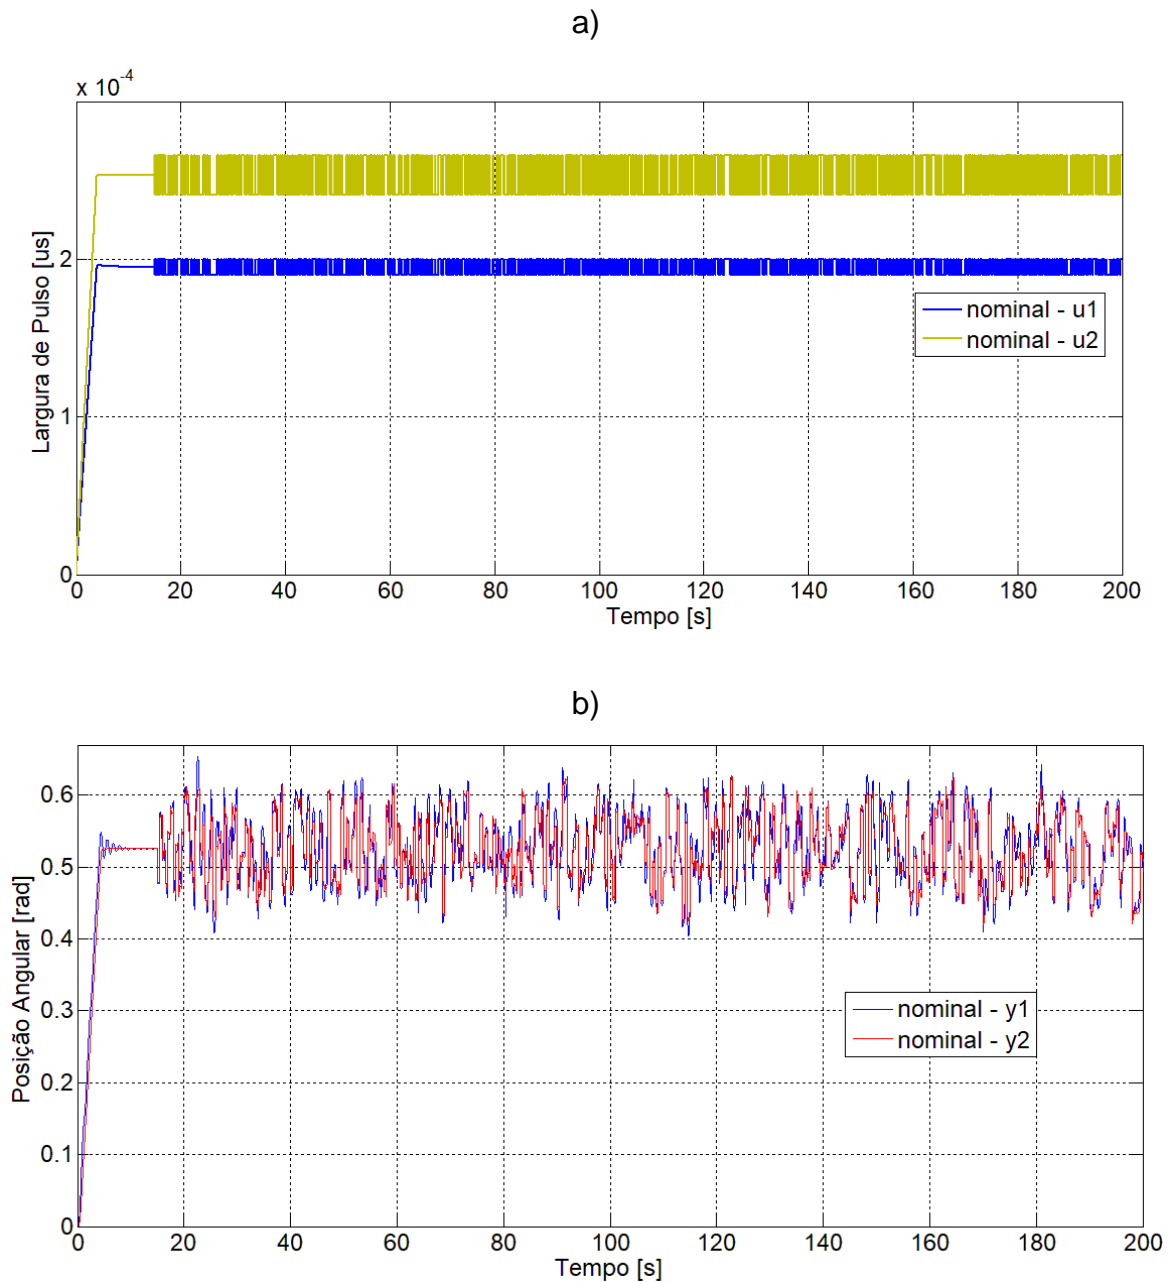 a)
x 10-4
2
1
0
Largura de Pulso [us]
nominal - u1
nominal - u2
0 20 40 60 80 100 120 140 160 180 200
Tempo [s]
b)
0.6
0.5
0.4
0.3
0.2
0.1
0
Posição Angular [rad]
nominal - y1
nominal - y2
0 20 40 60 80 100 120 140 160 180 200
Tempo [s]